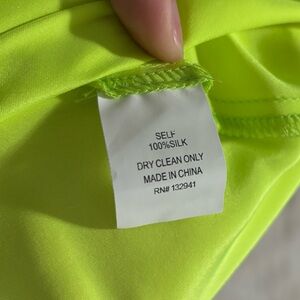 SELF
100%SILK
DRY CLEAN ONLY
MADE IN CHINA
RN# 132941